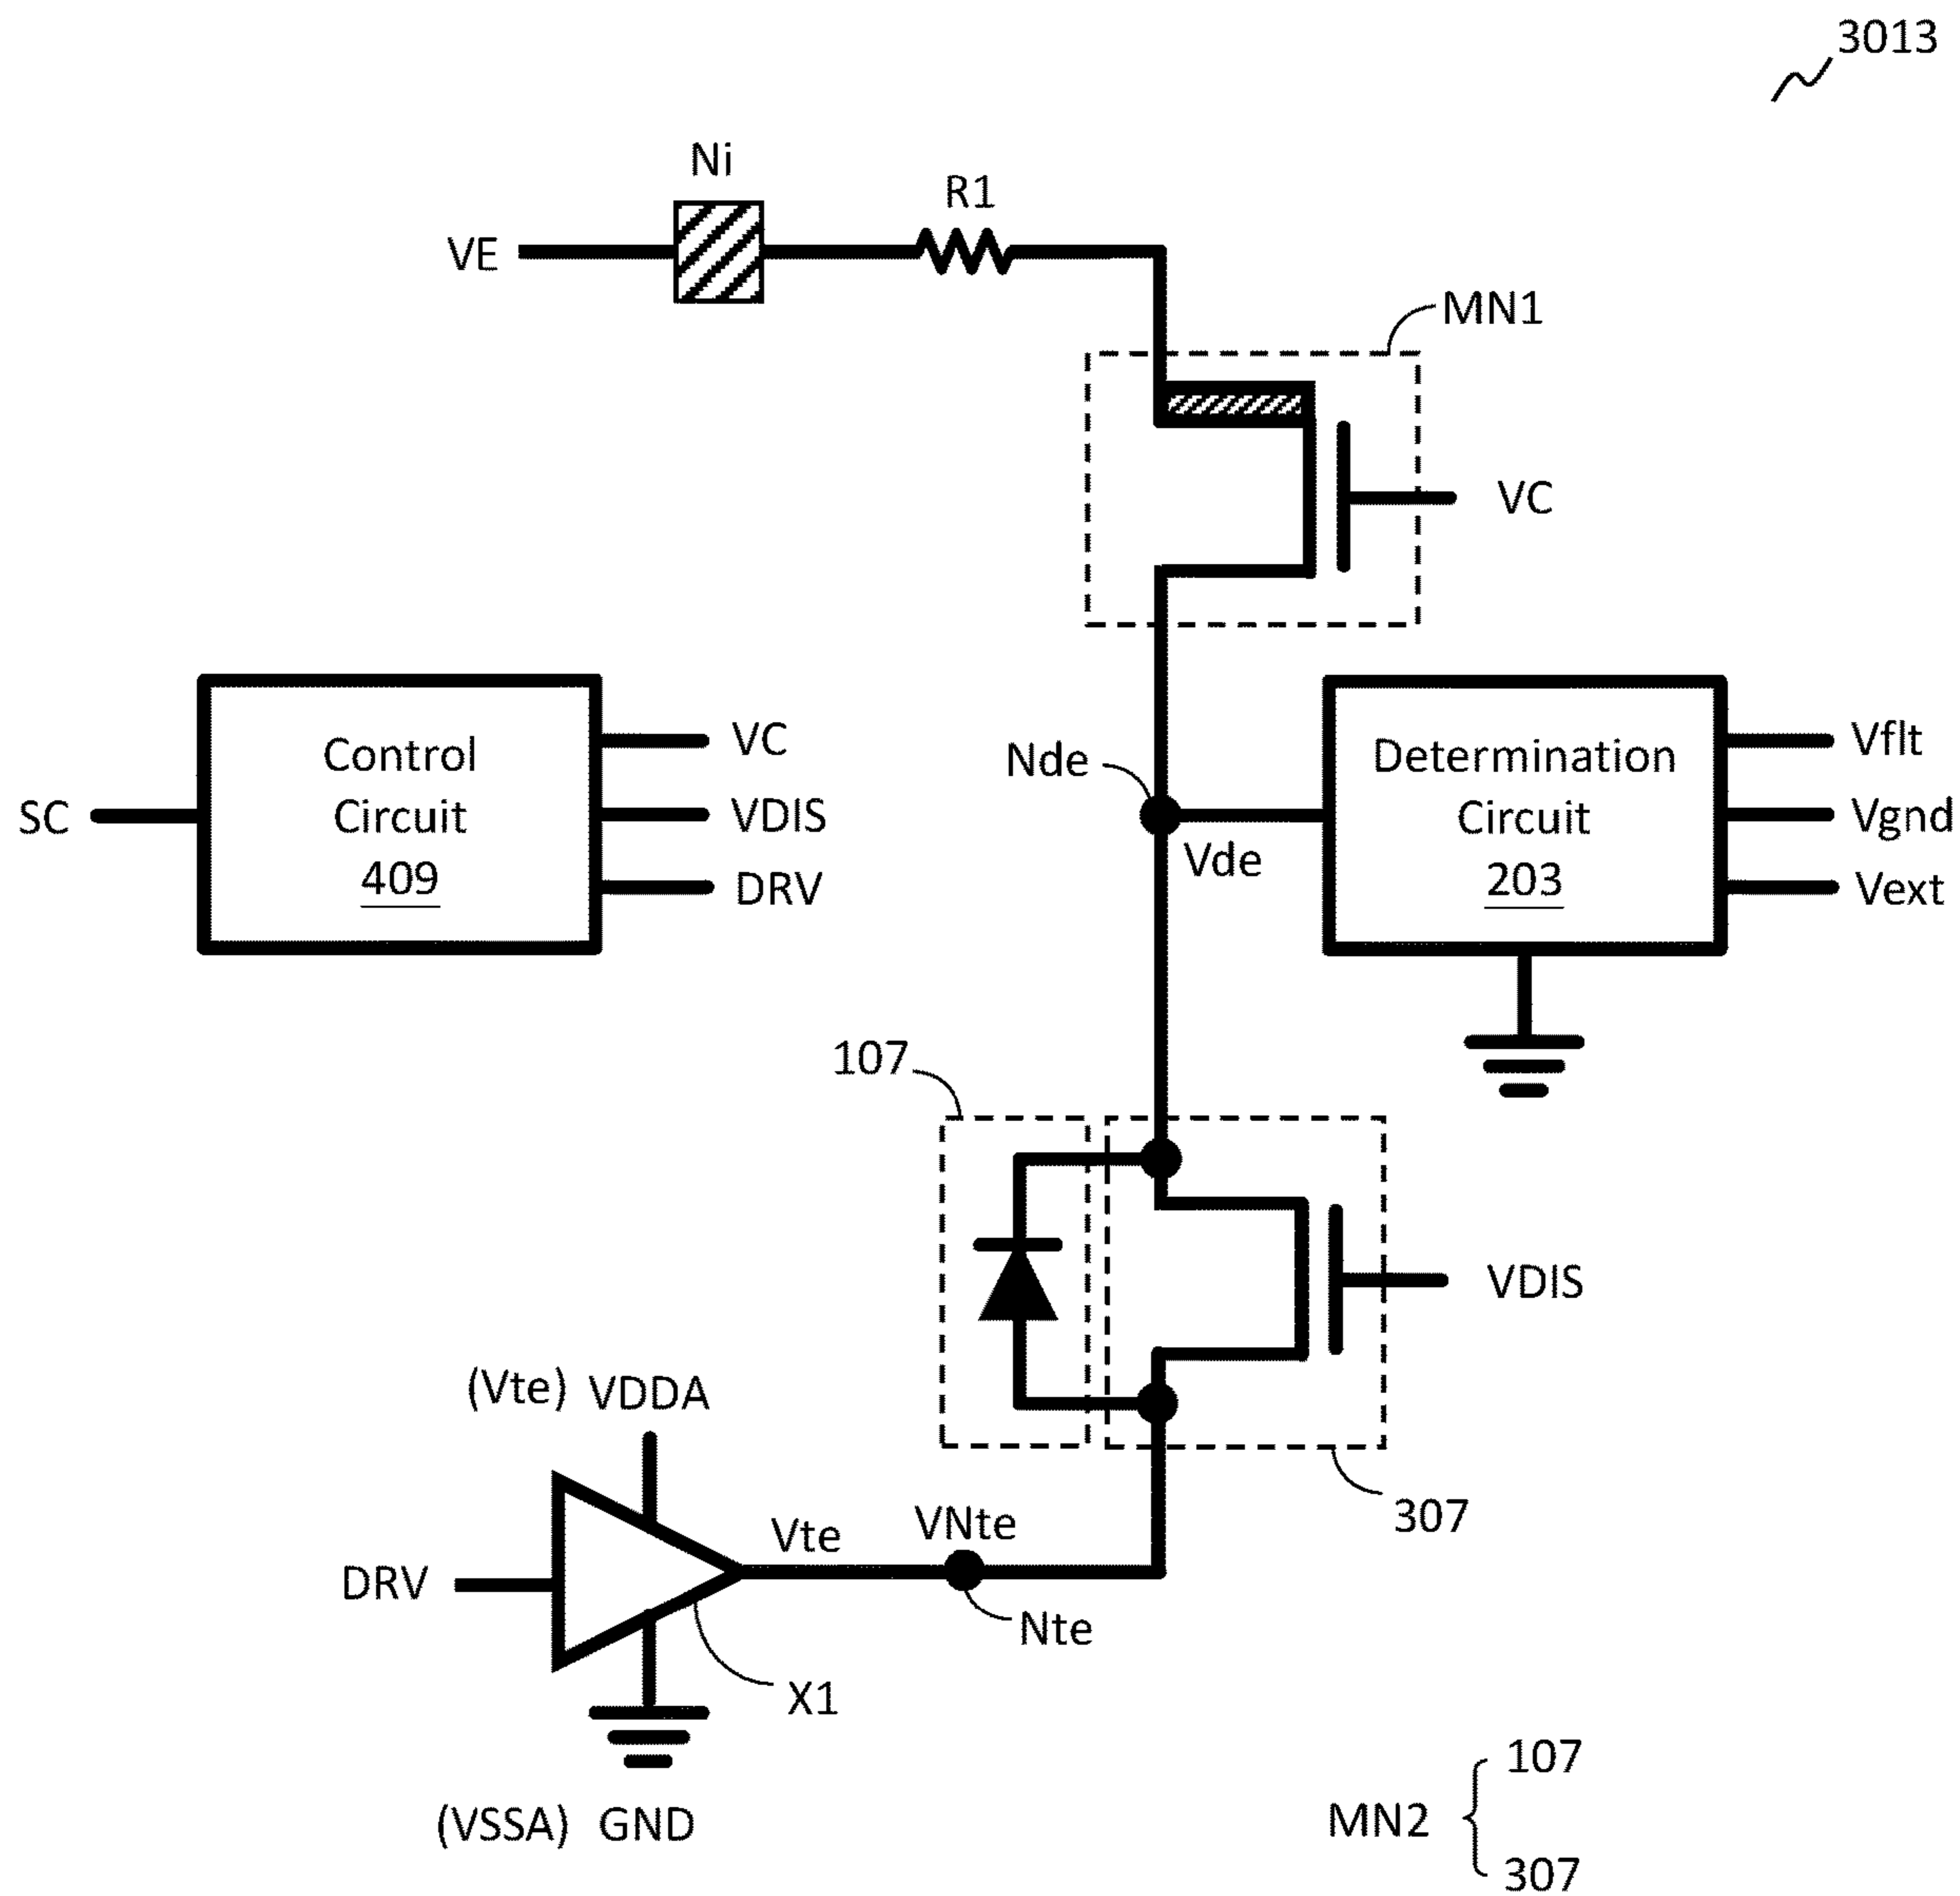 3013
Ni
R1
VE
MN1
VC
Control
Circuit
409
SC
VC
VDIS
DRV
Nde
Vde
Determination
Circuit
203
Vflt
Vgnd
Vext
107
VDIS
307
(Vte) VDDA
DRV
Vte
VNte
Nte
X1
(VSSA) GND
MN2
107
307